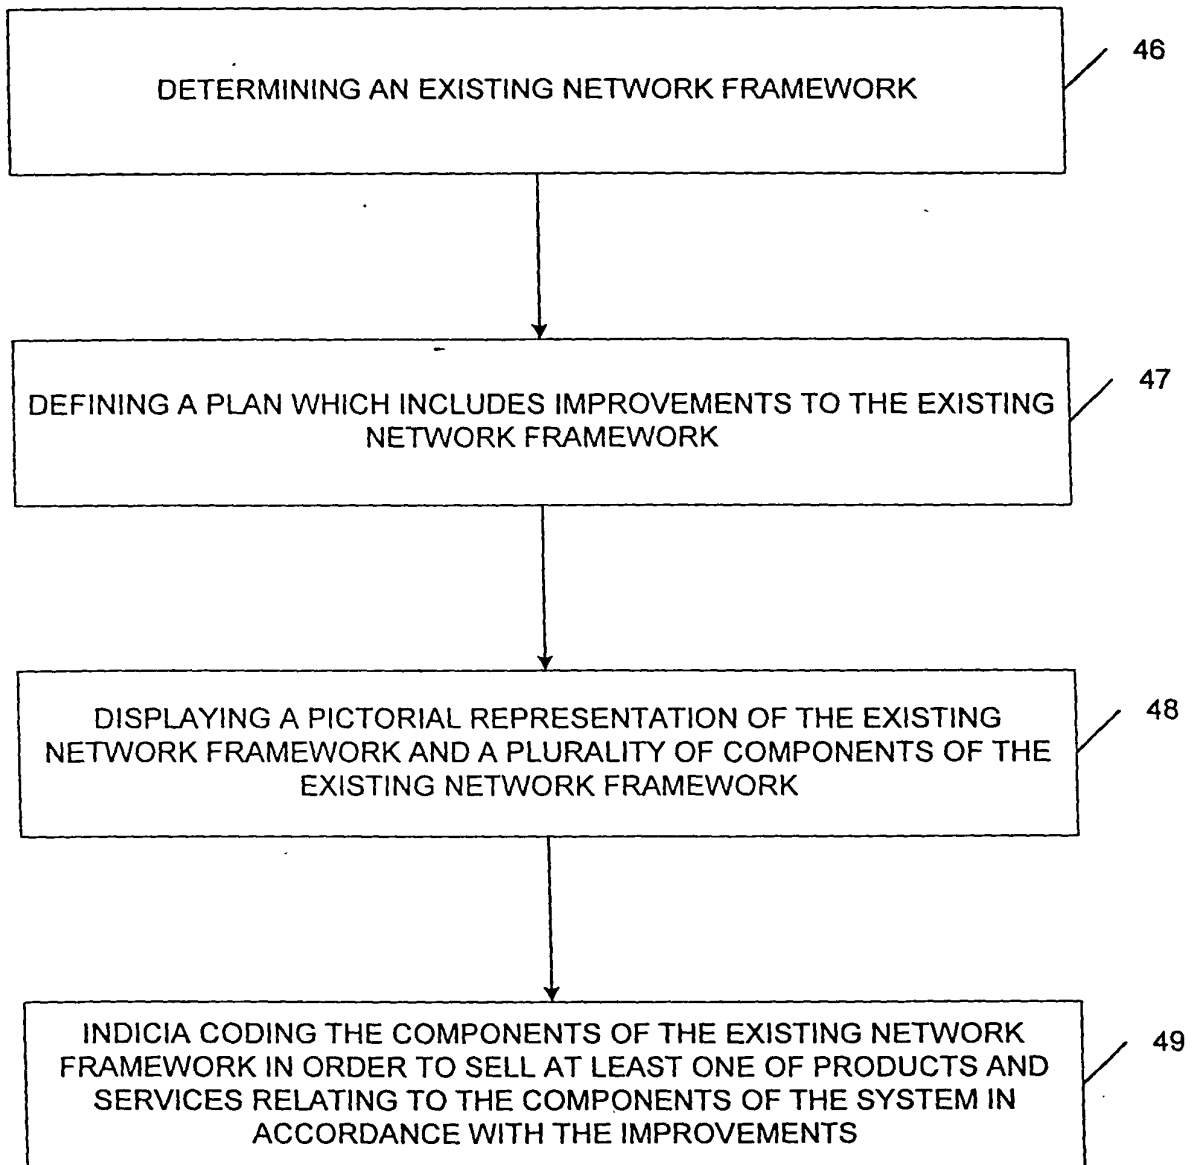 DETERMINING AN EXISTING NETWORK FRAMEWORK
46
DEFINING A PLAN WHICH INCLUDES IMPROVEMENTS TO THE EXISTING
NETWORK FRAMEWORK
47
DISPLAYING A PICTORIAL REPRESENTATION OF THE EXISTING
NETWORK FRAMEWORK AND A PLURALITY OF COMPONENTS OF THE
EXISTING NETWORK FRAMEWORK
48
INDICIA CODING THE COMPONENTS OF THE EXISTING NETWORK
FRAMEWORK IN ORDER TO SELL AT LEAST ONE OF PRODUCTS AND
SERVICES RELATING TO THE COMPONENTS OF THE SYSTEM IN
ACCORDANCE WITH THE IMPROVEMENTS
49